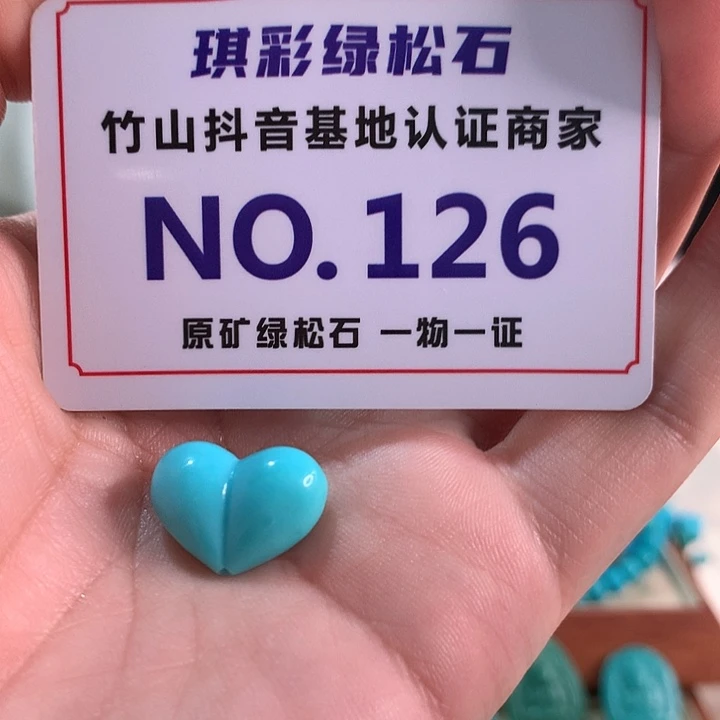 琪彩绿松石
竹山抖音基地认证商家
NO.126
原矿绿松石 一物一证